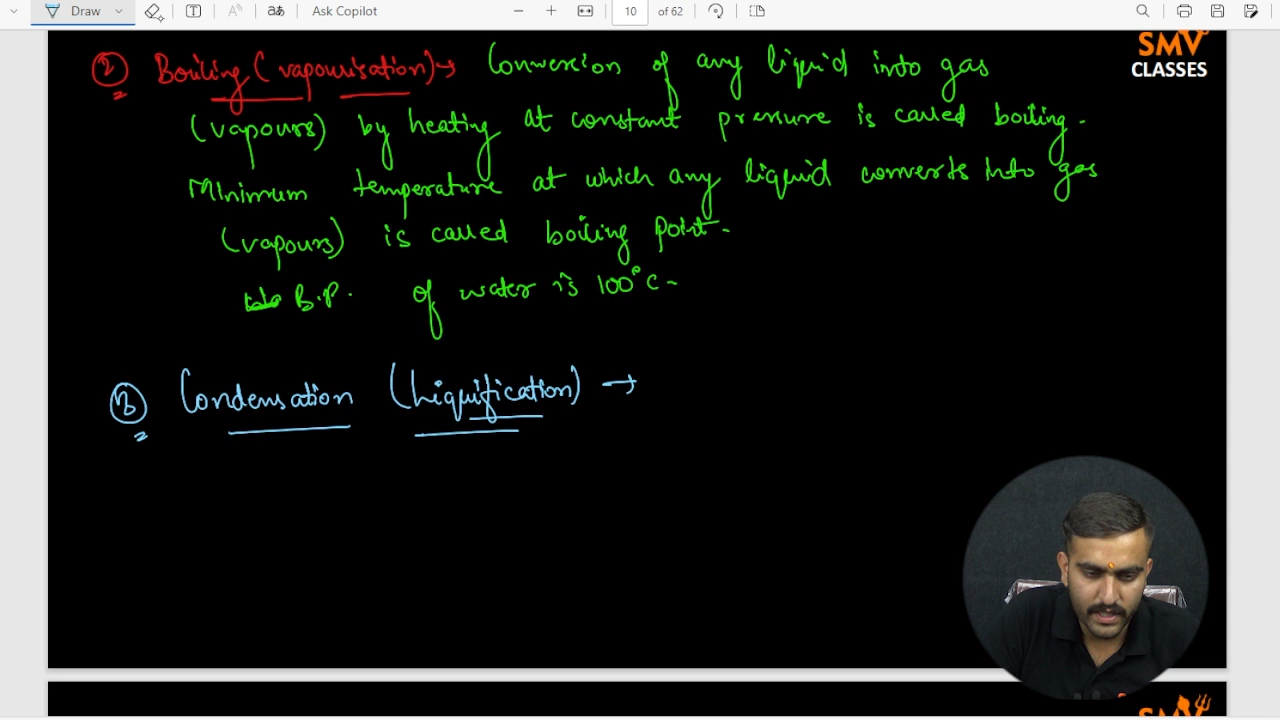 Draw
Ask Copilot
10 of 62
SMV
CLASSES
② Boiling (vapourisation) → Conversion of any liquid into gas
(vapours) by heating at constant pressure is called boiling.
Minimum temperature at which any liquid converts into gas
(vapours) is called boiling point.
B.P. of water is 100°C.
③ Condensation (Liquification) →
SMV